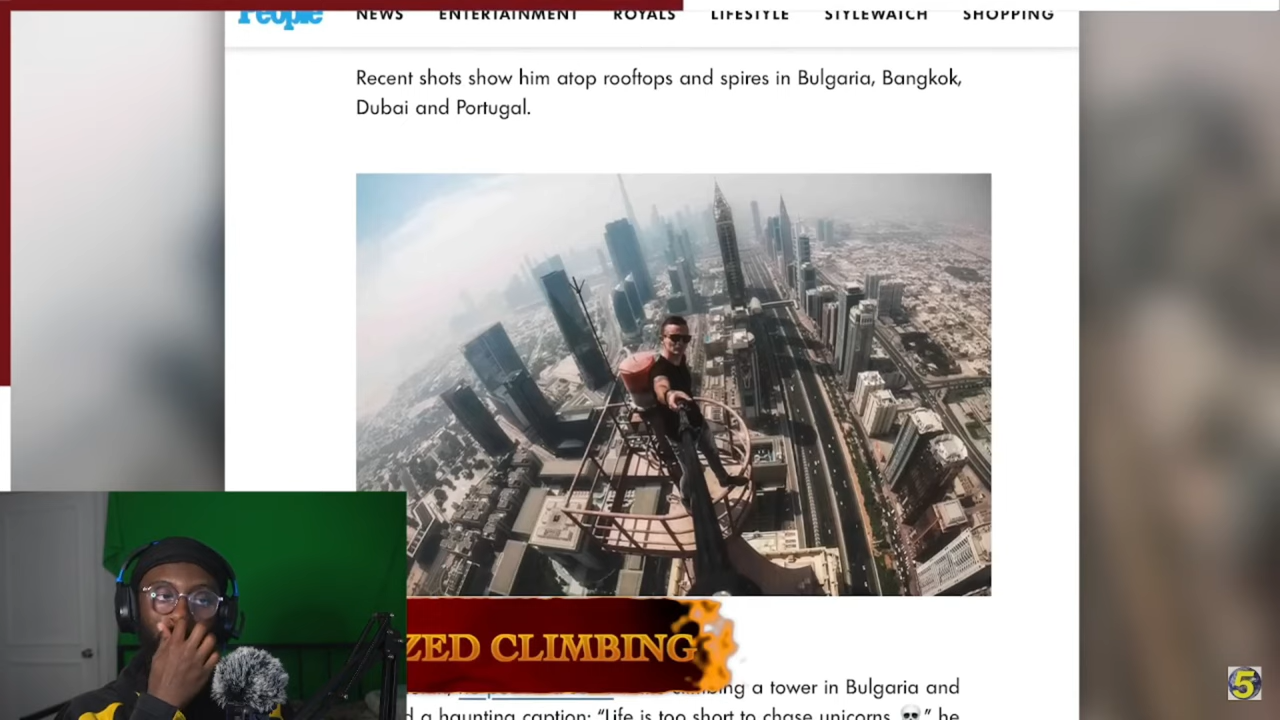 People
NEWS ENTERTAINMENT ROYALS LIFESTYLE STYLEWATCH SHOPPING
Recent shots show him atop rooftops and spires in Bulgaria, Bangkok,
Dubai and Portugal.
ZED CLIMBING
climbing a tower in Bulgaria and
d a haunting caption: “Life is too short to chase unicorns 💀” he
5